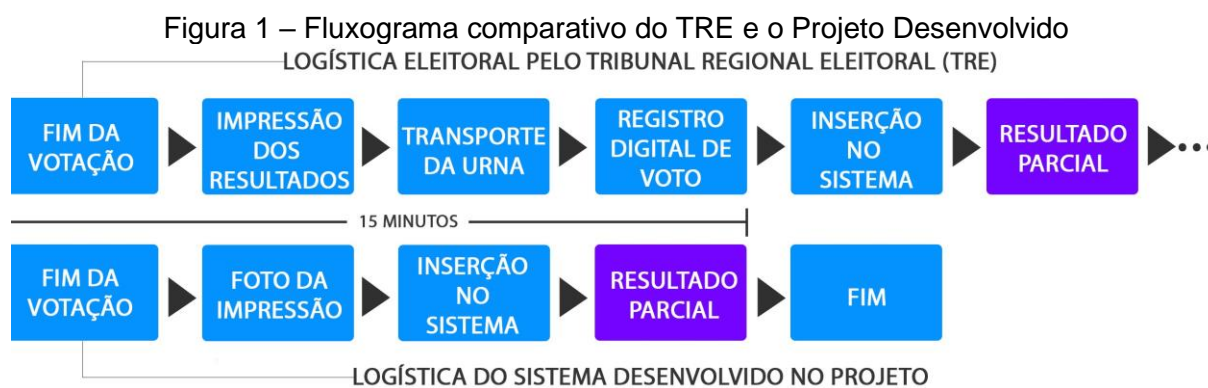 Figura 1 – Fluxograma comparativo do TRE e o Projeto Desenvolvido
LOGÍSTICA ELEITORAL PELO TRIBUNAL REGIONAL ELEITORAL (TRE)
FIM DA
VOTAÇÃO
IMPRESSÃO
DOS
RESULTADOS
TRANSPORTE
DA URNA
REGISTRO
DIGITAL DE
VOTO
INSERÇÃO
NO
SISTEMA
RESULTADO
PARCIAL
15 MINUTOS
FIM DA
VOTAÇÃO
FOTO DA
IMPRESSÃO
INSERÇÃO
NO
SISTEMA
RESULTADO
PARCIAL
FIM
LOGÍSTICA DO SISTEMA DESENVOLVIDO NO PROJETO